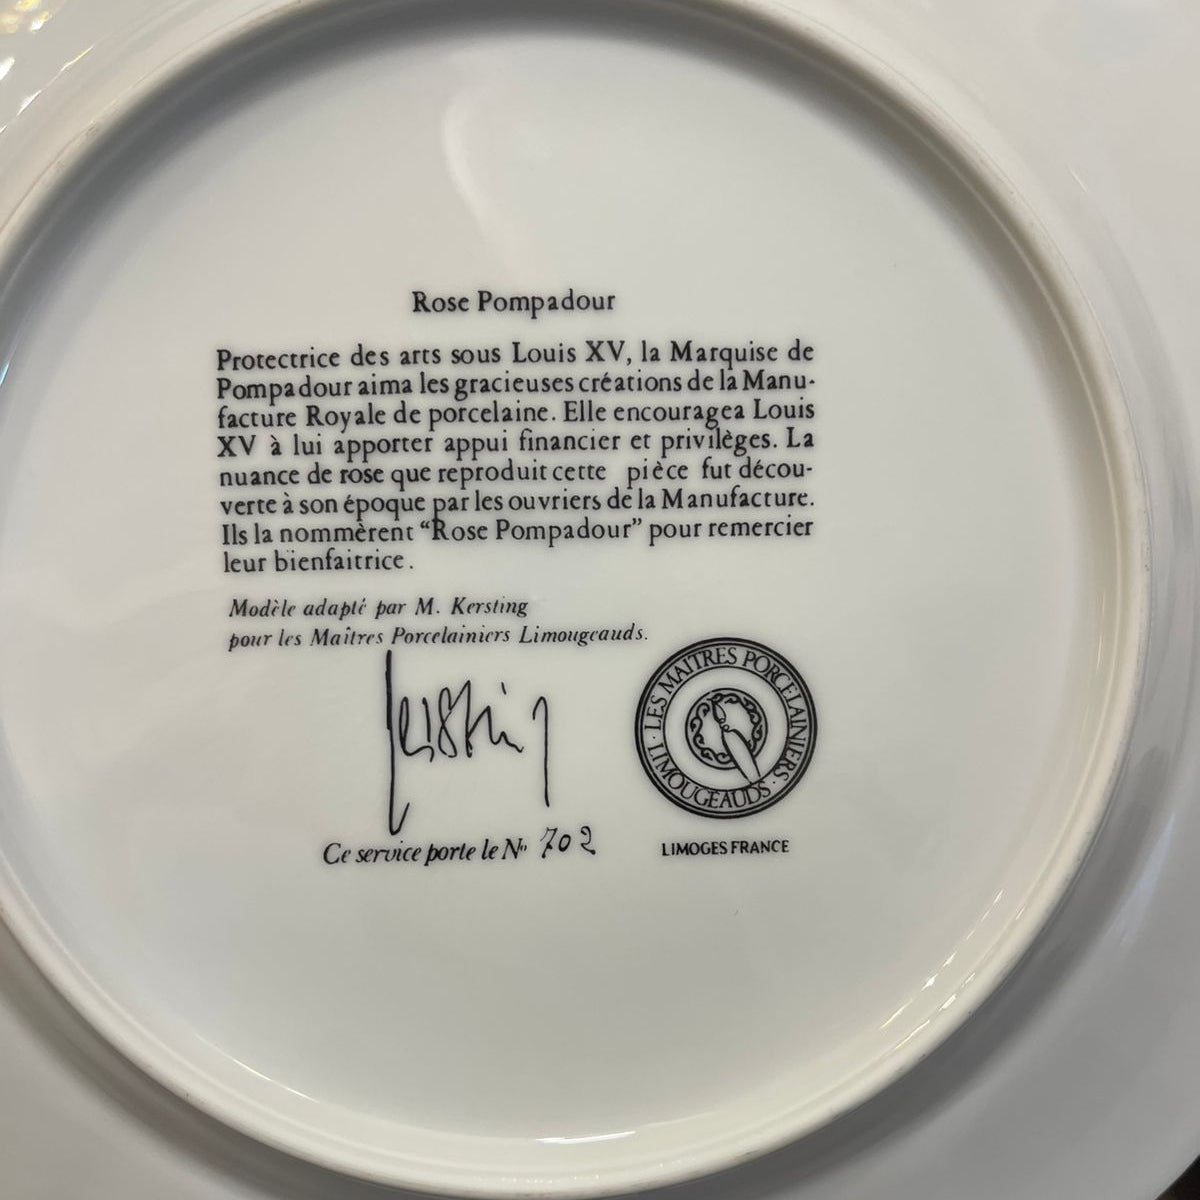 Rose Pompadour
Protectrice des arts sous Louis XV, la Marquise de
Pompadour aima les gracieuses créations de la Manu-
facture Royale de porcelaine. Elle encouragea Louis
XV à lui apporter appui financier et privilèges. La
nuance de rose que reproduit cette pièce fut décou-
verte à son époque par les ouvriers de la Manufacture.
Ils la nommèrent “Rose Pompadour” pour remercier
leur bienfaitrice.
Modèle adapté par M. Kersting
pour les Maîtres Porcelainiers Limougeauds.
Kersting
Ce service porte le No 702
LES MAITRES PORCELAINIERS
· LIMOUGEAUDS ·
LIMOGES FRANCE